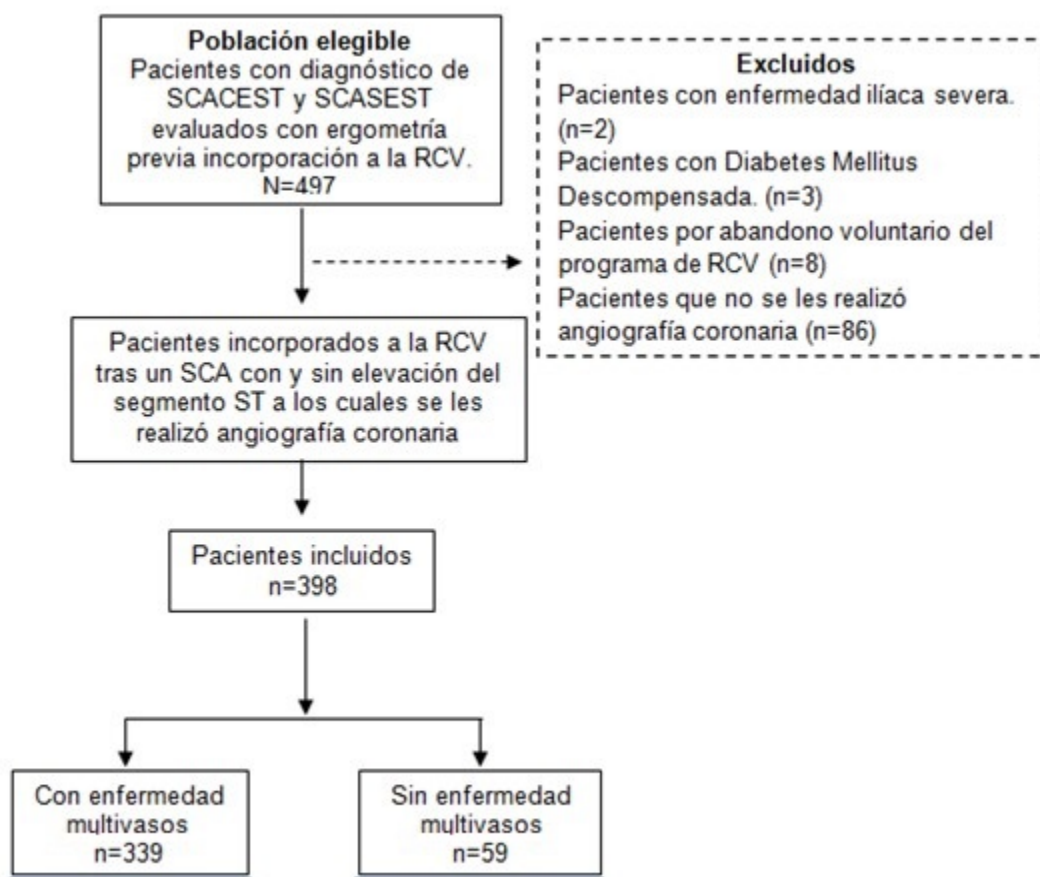 Población elegible
Pacientes con diagnóstico de
SCACEST y SCASEST
evaluados con ergometría
previa incorporación a la RCV.
N=497
Excluidos
Pacientes con enfermedad ilíaca severa.
(n=2)
Pacientes con Diabetes Mellitus
Descompensada. (n=3)
Pacientes por abandono voluntario del
programa de RCV (n=8)
Pacientes que no se les realizó
angiografía coronaria (n=86)
Pacientes incorporados a la RCV
tras un SCA con y sin elevación del
segmento ST a los cuales se les
realizó angiografía coronaria
Pacientes incluidos
n=398
Con enfermedad
multivasos
n=339
Sin enfermedad
multivasos
n=59